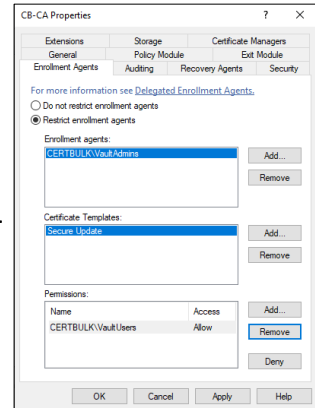 CB-CA Properties ? ×
Extensions Storage Certificate Managers
General Policy Module Exit Module
Enrollment Agents Auditing Recovery Agents Security
For more information see Delegated Enrollment Agents.
Do not restrict enrollment agents
Restrict enrollment agents
Enrollment agents:
CERTBULK\VaultAdmins
Add...
Remove
Certificate Templates:
Secure Update
Add...
Remove
Permissions:
Name Access
CERTBULK\VaultUsers Allow
Add...
Remove
Deny
OK Cancel Apply Help